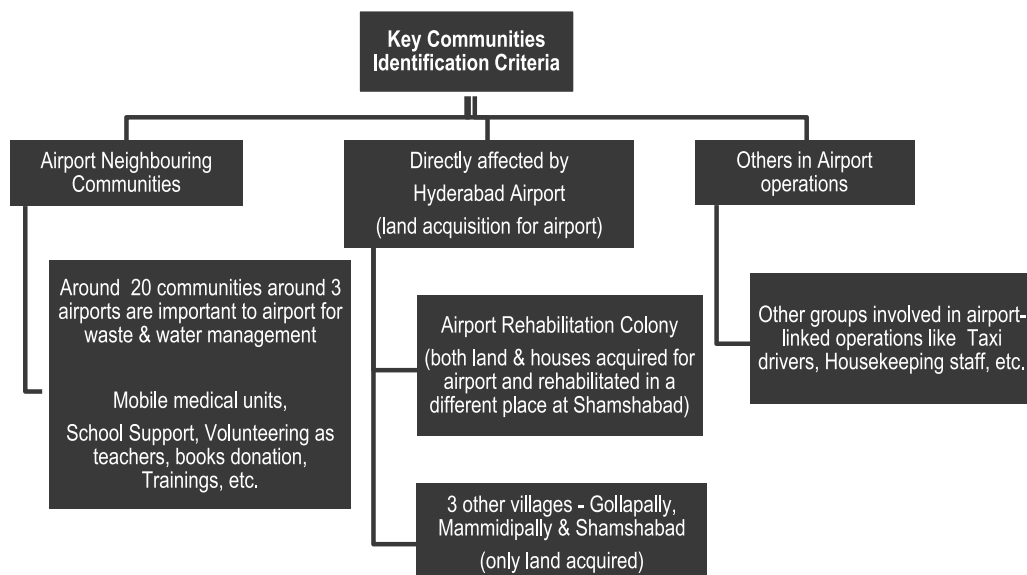 Key Communities
Identification Criteria
Airport Neighbouring
Communities
Directly affected by
Hyderabad Airport
(land acquisition for airport)
Others in Airport
operations
Around  20 communities around 3
airports are important to airport for
waste & water management
Mobile medical units,
School Support, Volunteering as
teachers, books donation,
Trainings, etc.
Airport Rehabilitation Colony
(both land & houses acquired for
airport and rehabilitated in a
different place at Shamshabad)
3 other villages - Gollapally,
Mammidipally & Shamshabad
(only land acquired)
Other groups involved in airport-
linked operations like  Taxi
drivers, Housekeeping staff, etc.